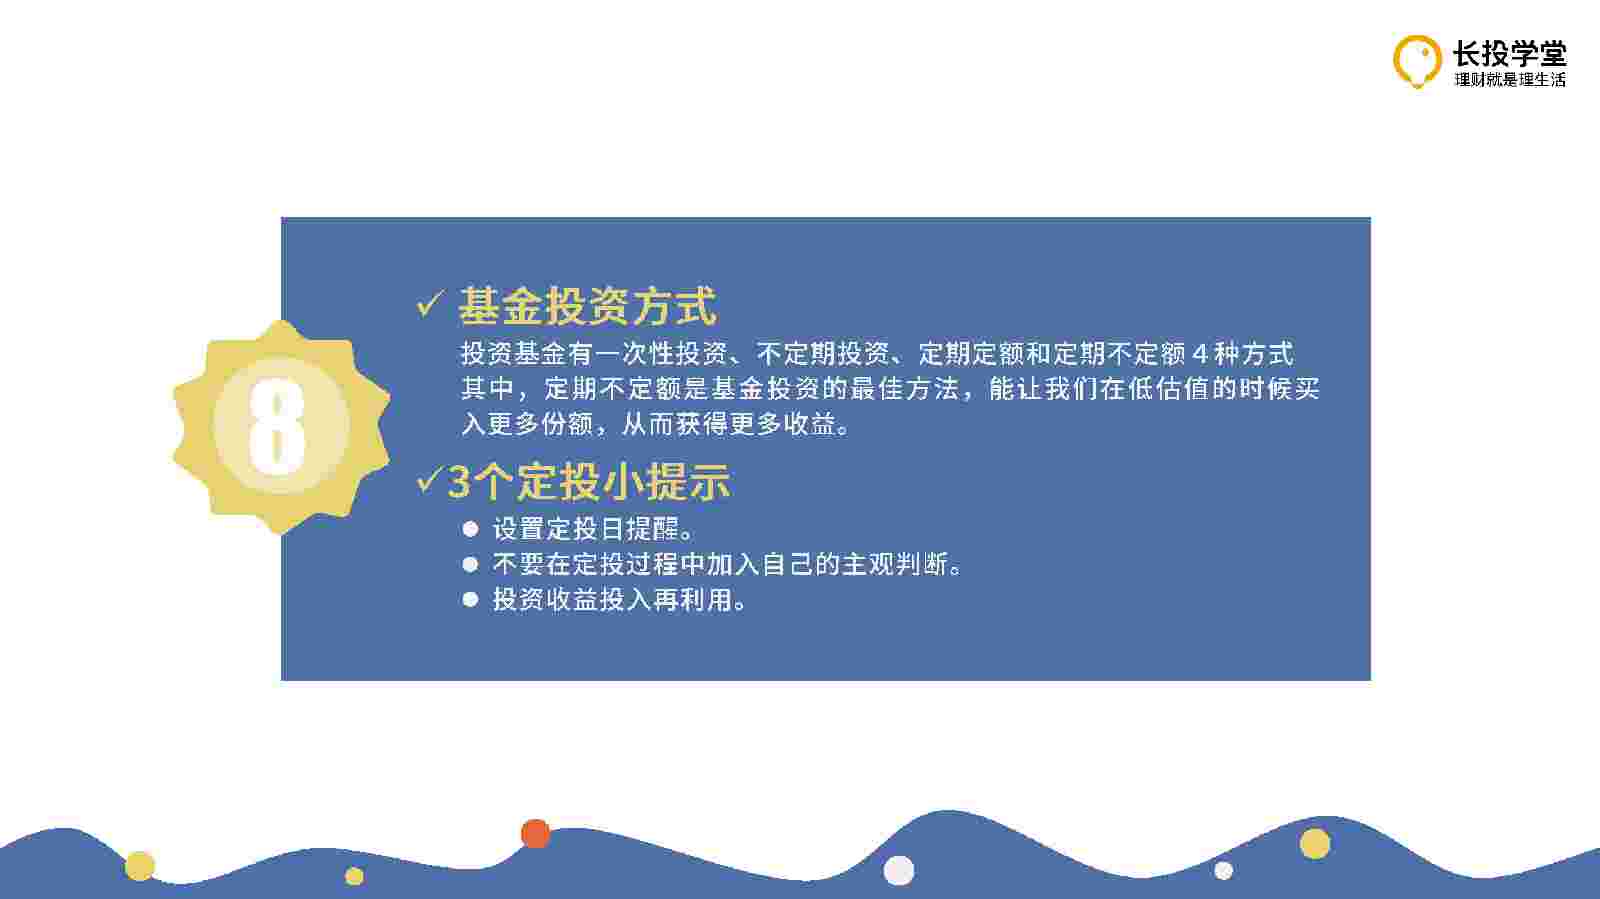 长投学堂
理财就是理生活
✓ 基金投资方式
投资基金有一次性投资、不定期投资、定期定额和定期不定额4种方式
其中，定期不定额是基金投资的最佳方法，能让我们在低估值的时候买
入更多份额，从而获得更多收益。
8
✓3个定投小提示
● 设置定投日提醒。
● 不要在定投过程中加入自己的主观判断。
● 投资收益投入再利用。